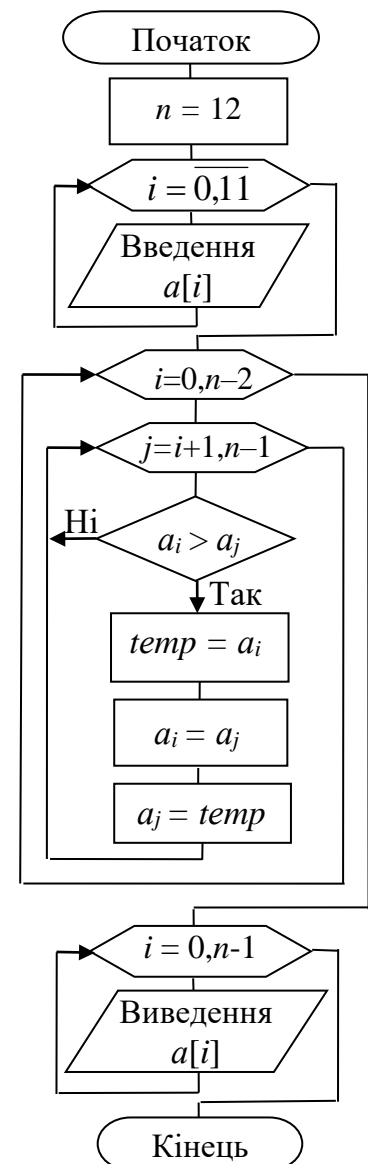 Початок
n = 12
i = 0,11
Введення
a[i]
i=0,n–2
j=i+1,n–1
Ні
ai > aj
Так
temp = ai
ai = aj
aj = temp
i = 0,n-1
Виведення
a[i]
Кінець